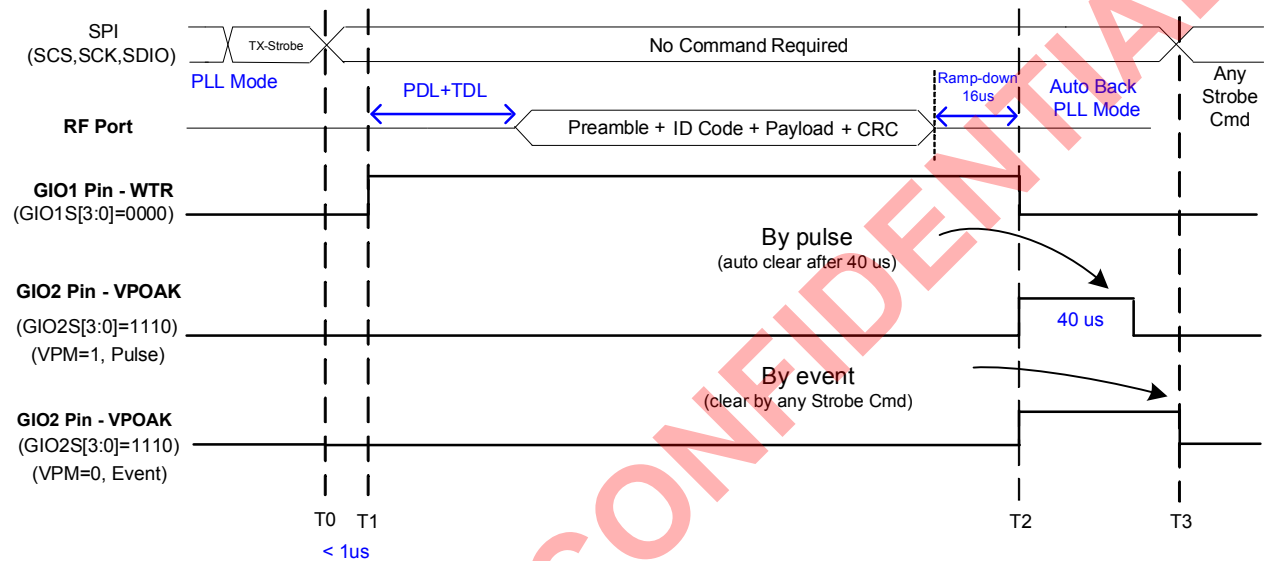 SPI
(SCS,SCK,SDIO)
TX-Strobe
No Command Required
PLL Mode
PDL+TDL
Ramp-down
16us
Auto Back
PLL Mode
Any
Strobe
Cmd
RF Port
Preamble + ID Code + Payload + CRC
GIO1 Pin - WTR
(GIO1S[3:0]=0000)
By pulse
(auto clear after 40 us)
GIO2 Pin - VPOAK
(GIO2S[3:0]=1110)
(VPM=1, Pulse)
40 us
By event
(clear by any Strobe Cmd)
GIO2 Pin - VPOAK
(GIO2S[3:0]=1110)
(VPM=0, Event)
T0 T1 T2 T3
< 1us
CONFIDENTIAL